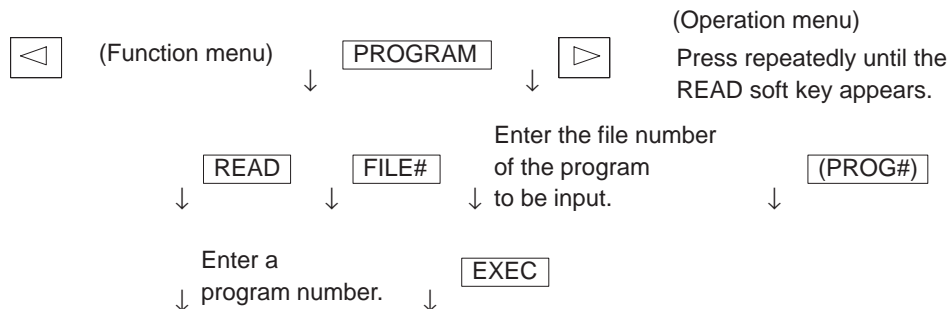 (Function menu)
PROGRAM
(Operation menu)
Press repeatedly until the
READ soft key appears.
READ
FILE#
Enter the file number
of the program
to be input.
(PROG#)
Enter a
program number.
EXEC